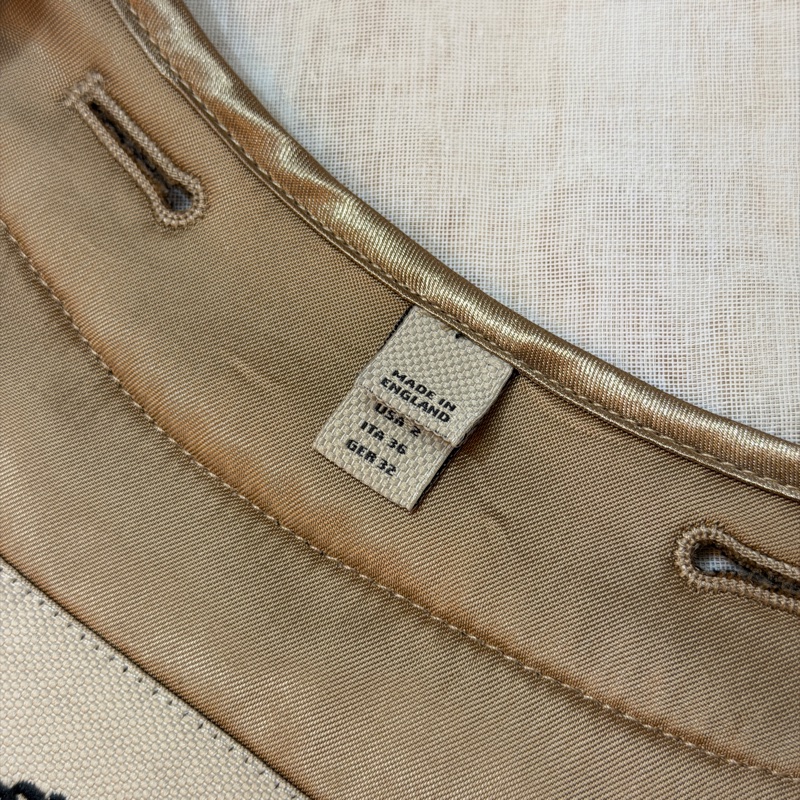 MADE IN
ENGLAND
USA 2
ITA 36
GER 32